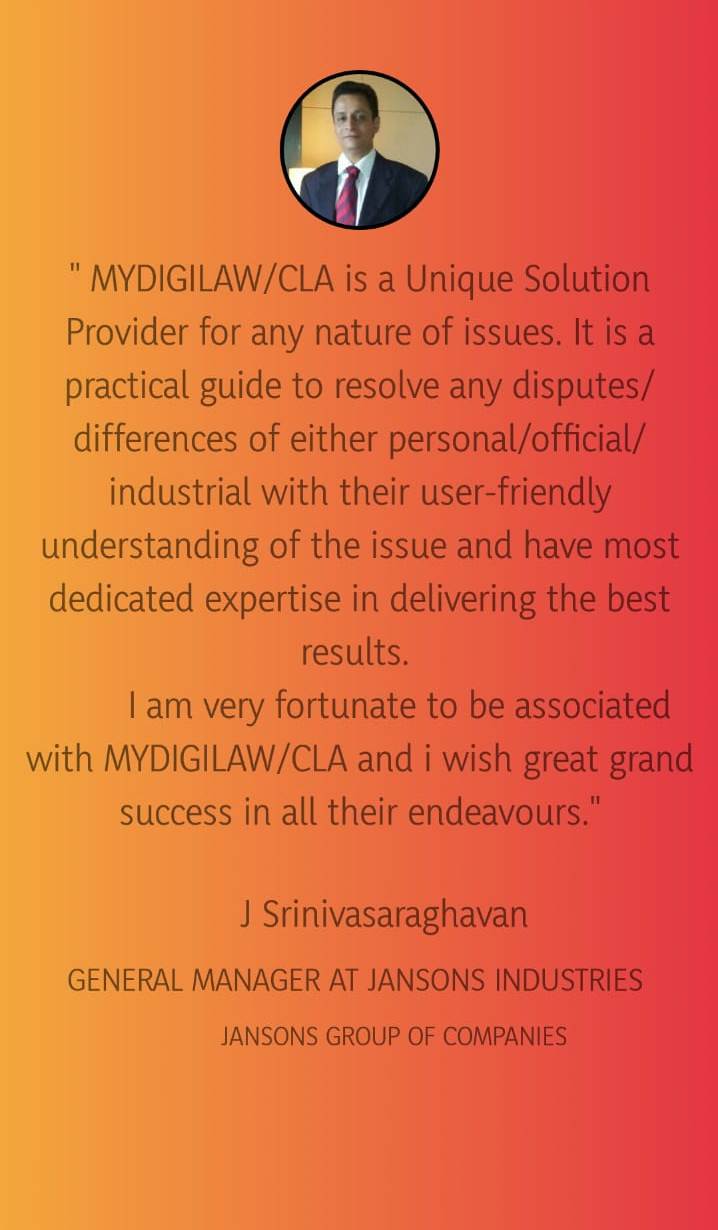 " MYDIGILAW/CLA is a Unique Solution
Provider for any nature of issues. It is a
practical guide to resolve any disputes/
differences of either personal/official/
industrial with their user-friendly
understanding of the issue and have most
dedicated expertise in delivering the best
results.
I am very fortunate to be associated
with MYDIGILAW/CLA and i wish great grand
success in all their endeavours."
J Srinivasaraghavan
GENERAL MANAGER AT JANSONS INDUSTRIES
JANSONS GROUP OF COMPANIES